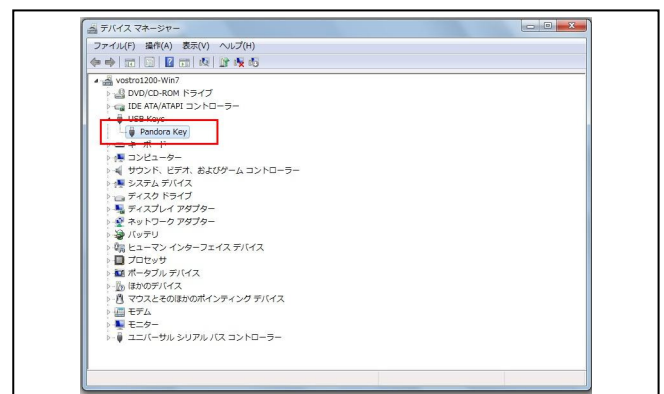 デバイス マネージャー
ファイル(F) 操作(A) 表示(V) ヘルプ(H)
vostro1200-Win7
DVD/CD-ROM ドライブ
IDE ATA/ATAPI コントローラー
USB Keys
Pandora Key
キーボード
コンピューター
サウンド、ビデオ、およびゲーム コントローラー
システム デバイス
ディスク ドライブ
ディスプレイ アダプター
ネットワーク アダプター
バッテリ
ヒューマン インターフェイス デバイス
プロセッサ
ポータブル デバイス
ほかのデバイス
マウスとそのほかのポインティング デバイス
モデム
モニター
ユニバーサル シリアル バス コントローラー